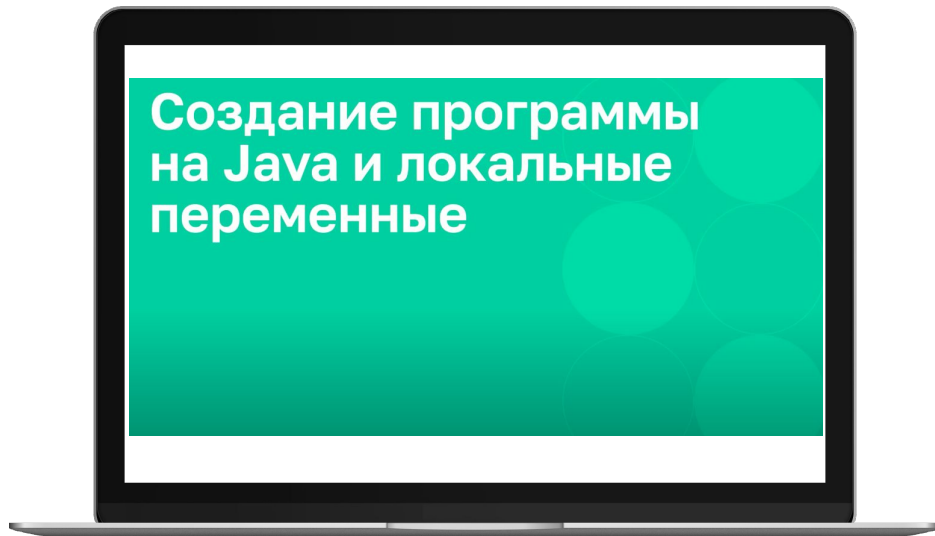 Создание программы
на Java и локальные
переменные